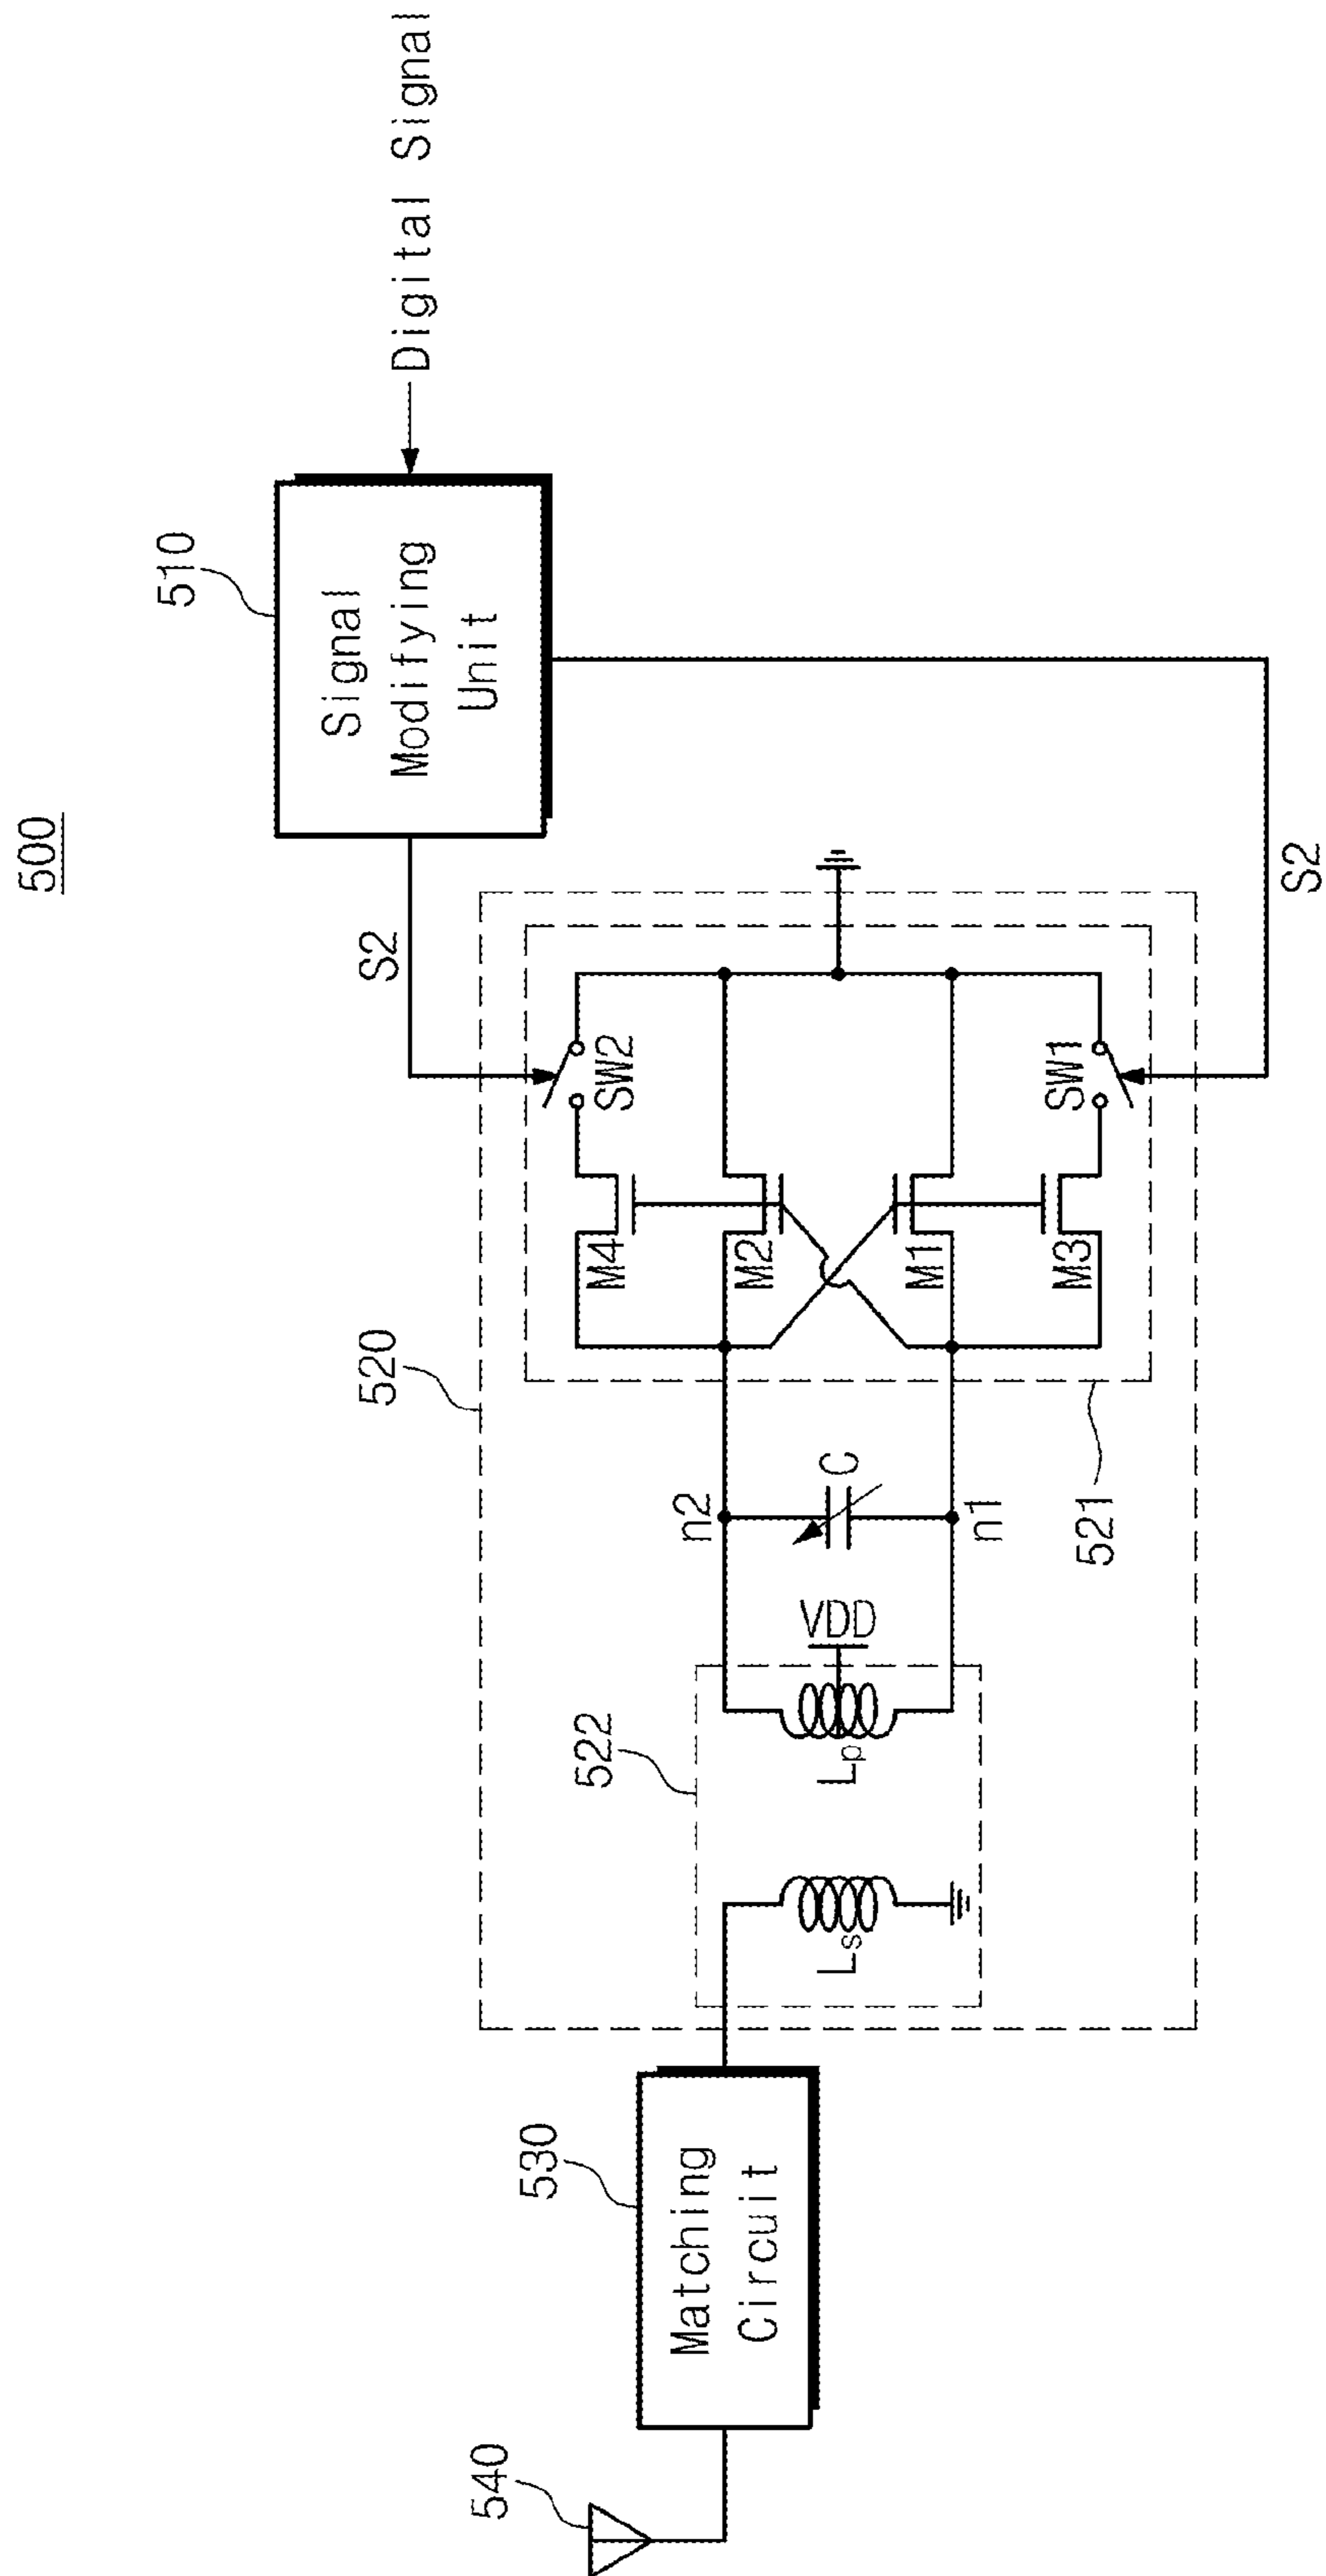 500
540
530
Matching
Circuit
520
522
Ls
Lp
VDD
n2
C
n1
521
M4
M2
M1
M3
SW2
SW1
S2
S2
510
Signal
Modifying
Unit
Digital Signal